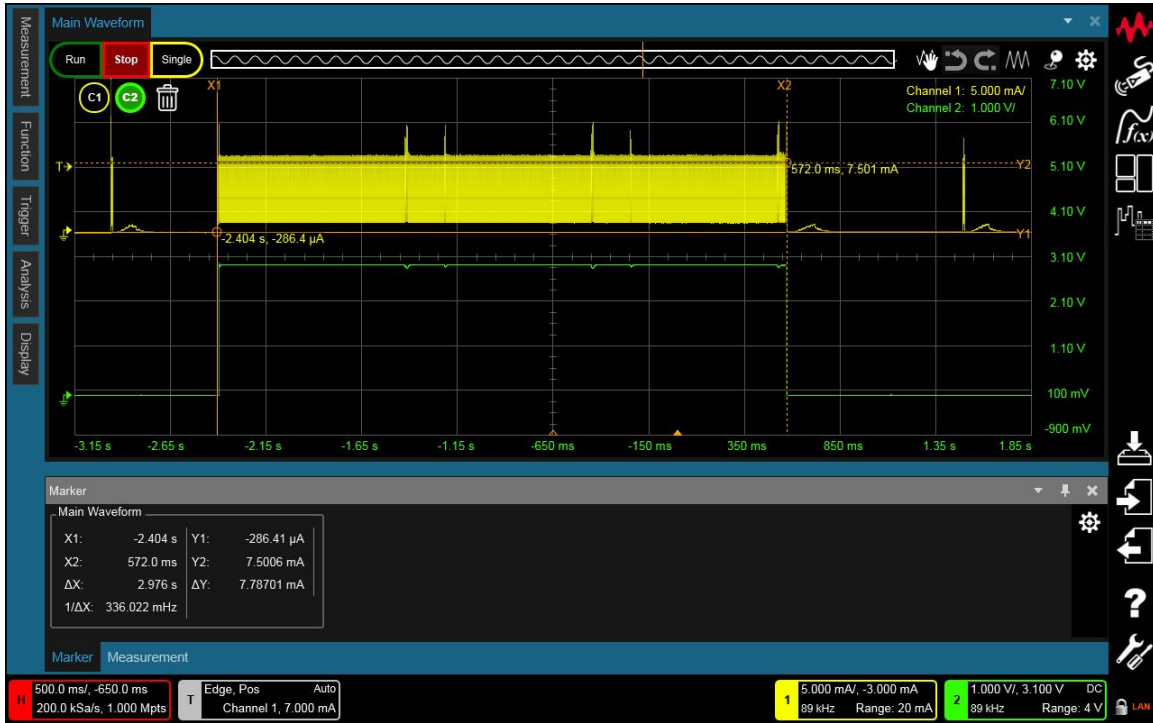 Main Waveform
Measurement
Function
Trigger
Analysis
Display
Run Stop Single
C1 C2
X1 X2
Channel 1: 5.000 mA/
Channel 2: 1.000 V/
T
572.0 ms, 7.501 mA
Y2
-2.404 s, -286.4 µA
Y1
7.10 V
6.10 V
5.10 V
4.10 V
3.10 V
2.10 V
1.10 V
100 mV
-900 mV
-3.15 s -2.65 s -2.15 s -1.65 s -1.15 s -650 ms -150 ms 350 ms 850 ms 1.35 s 1.85 s
f(x)
Marker
Main Waveform
X1: -2.404 s Y1: -286.41 µA
X2: 572.0 ms Y2: 7.5006 mA
ΔX: 2.976 s ΔY: 7.78701 mA
1/ΔX: 336.022 mHz
?
Marker Measurement
H 500.0 ms/, -650.0 ms
200.0 kSa/s, 1.000 Mpts
T Edge, Pos Auto
Channel 1, 7.000 mA
1 5.000 mA/, -3.000 mA
89 kHz Range: 20 mA
2 1.000 V/, 3.100 V DC
89 kHz Range: 4 V
LAN